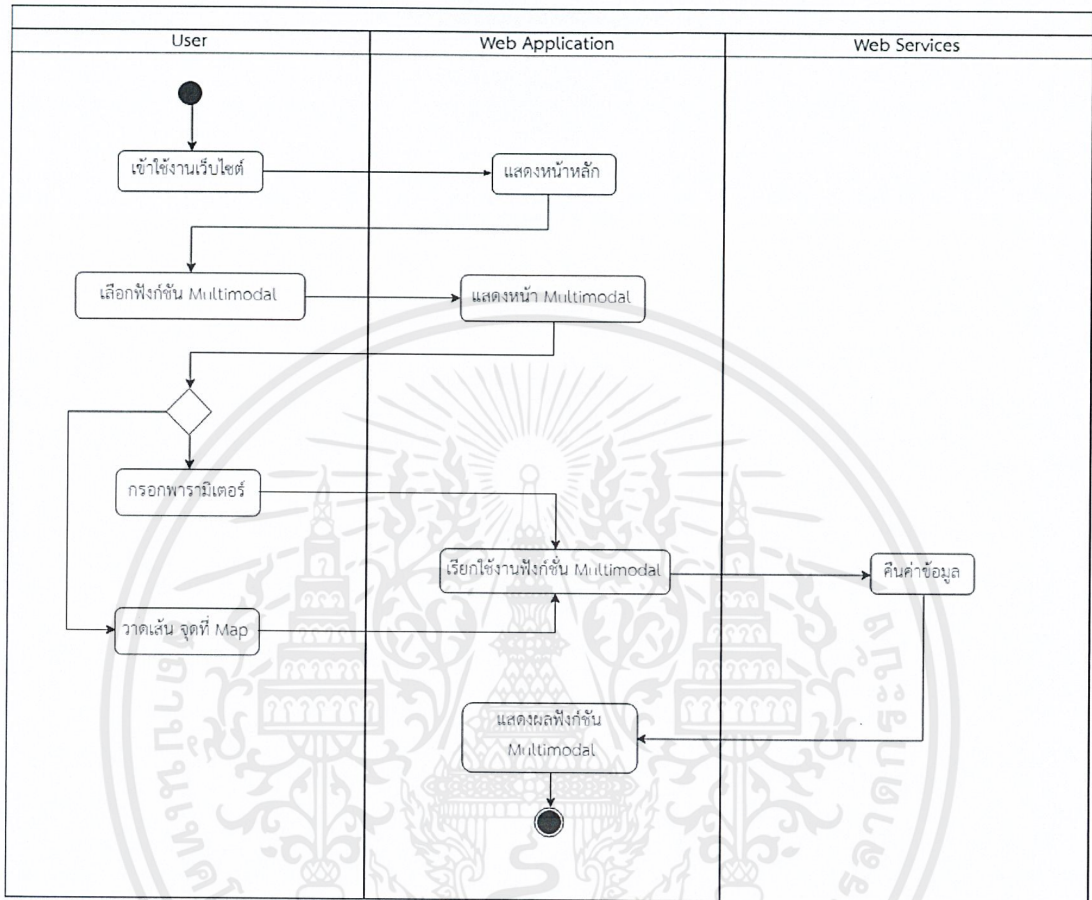 User
Web Application
Web Services
เข้าใช้งานเว็บไซต์
แสดงหน้าหลัก
เลือกฟังก์ชัน Multimodal
แสดงหน้า Multimodal
กรอกพารามิเตอร์
เรียกใช้งานฟังก์ชั่น Multimodal
คืนค่าข้อมูล
วาดเส้น จุดที่ Map
แสดงผลฟังก์ชัน
Multimodal